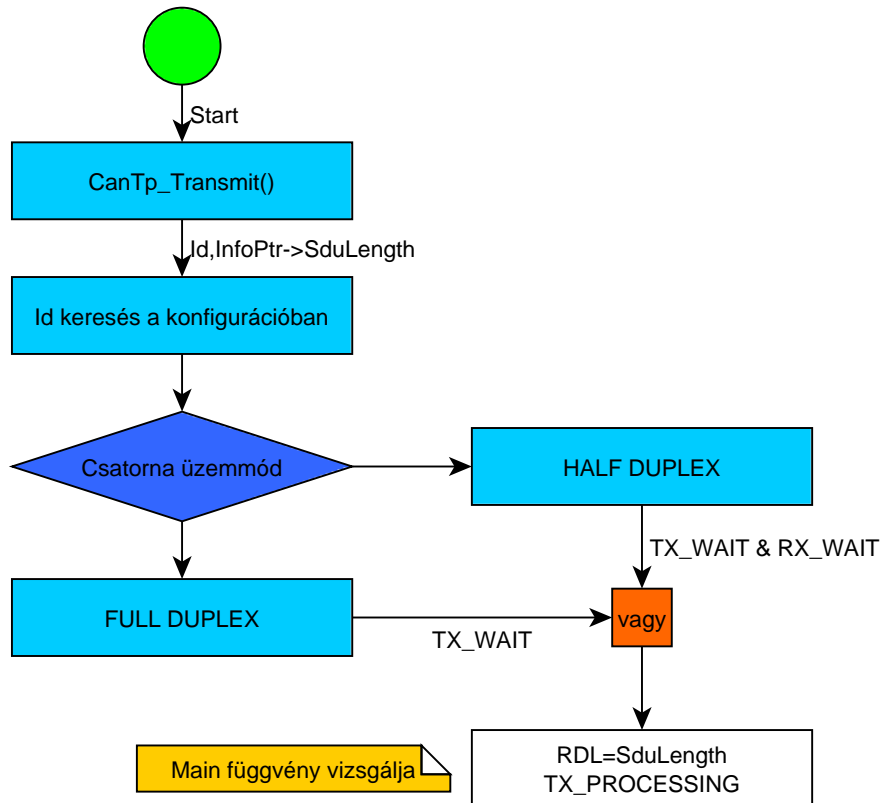 Start
CanTp_Transmit()
Id,InfoPtr->SduLength
Id keresés a konfigurációban
Csatorna üzemmód
HALF DUPLEX
TX_WAIT & RX_WAIT
FULL DUPLEX
TX_WAIT
vagy
Main függvény vizsgálja
RDL=SduLength
TX_PROCESSING